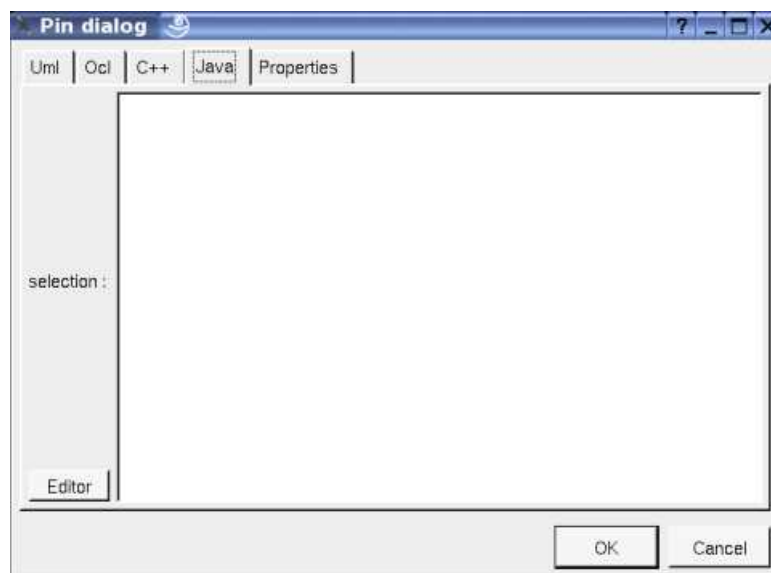 Pin dialog ? _ X
Uml Ocl C++ Java Properties
selection :
Editor
OK Cancel